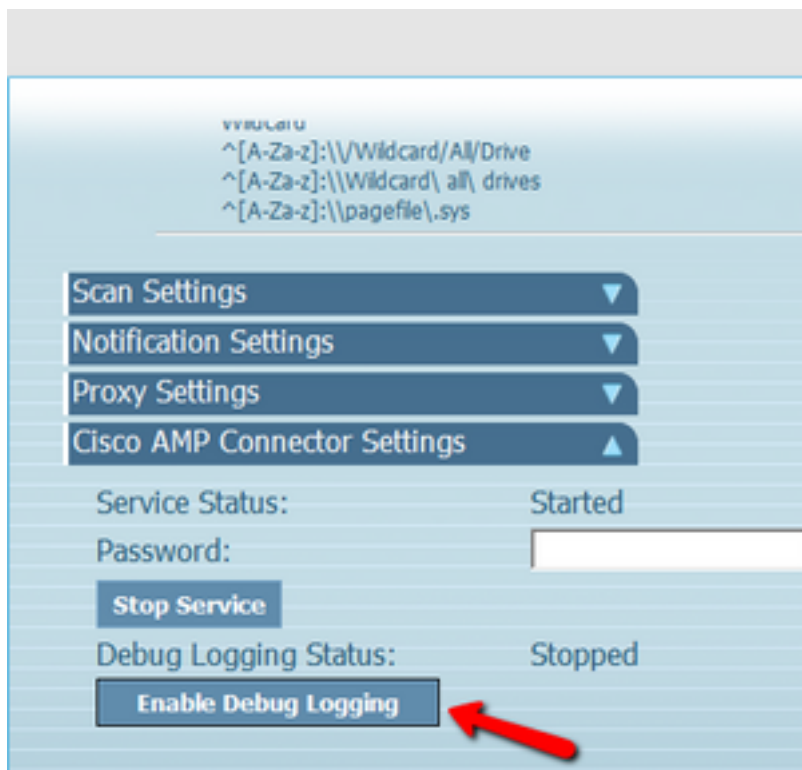 ^[A-Za-z]:\\/Wildcard/All/Drive
^[A-Za-z]:\\Wildcard\ all\ drives
^[A-Za-z]:\\pagefile\.sys
Scan Settings
Notification Settings
Proxy Settings
Cisco AMP Connector Settings
Service Status: Started
Password:
Stop Service
Debug Logging Status: Stopped
Enable Debug Logging